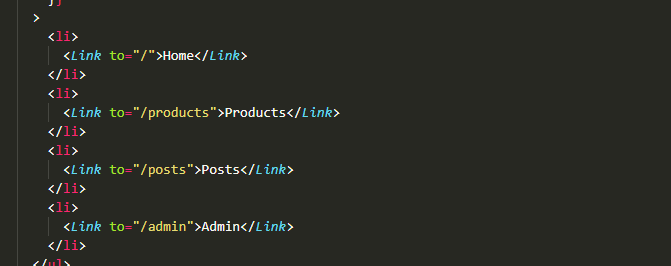 }}
>
<li>
<Link to="/">Home</Link>
</li>
<li>
<Link to="/products">Products</Link>
</li>
<li>
<Link to="/posts">Posts</Link>
</li>
<li>
<Link to="/admin">Admin</Link>
</li>
</ul>